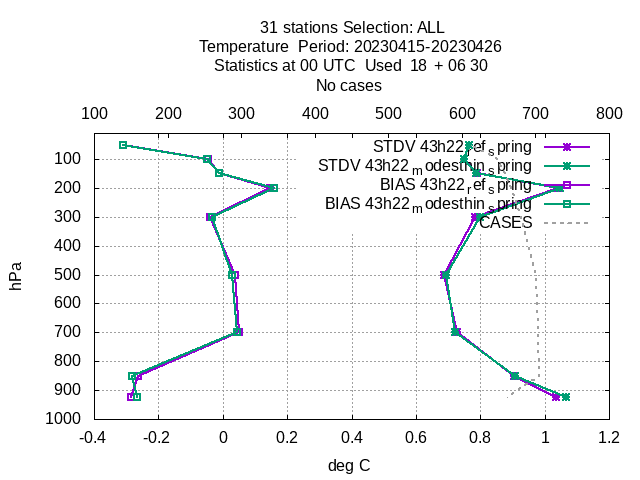 31 stations Selection: ALL
Temperature  Period: 20230415-20230426
Statistics at 00 UTC  Used  18  + 06 30
No cases
100 200 250 300 400 500 600 700 800
STDV 43h22_ref_spring
STDV 43h22_modesthin_spring
BIAS 43h22_ref_spring
BIAS 43h22_modesthin_spring
CASES
100
200
300
400
500
600
700
800
900
1000
hPa
-0.4 -0.2 0 0.2 0.4 0.6 0.8 1 1.2
deg C